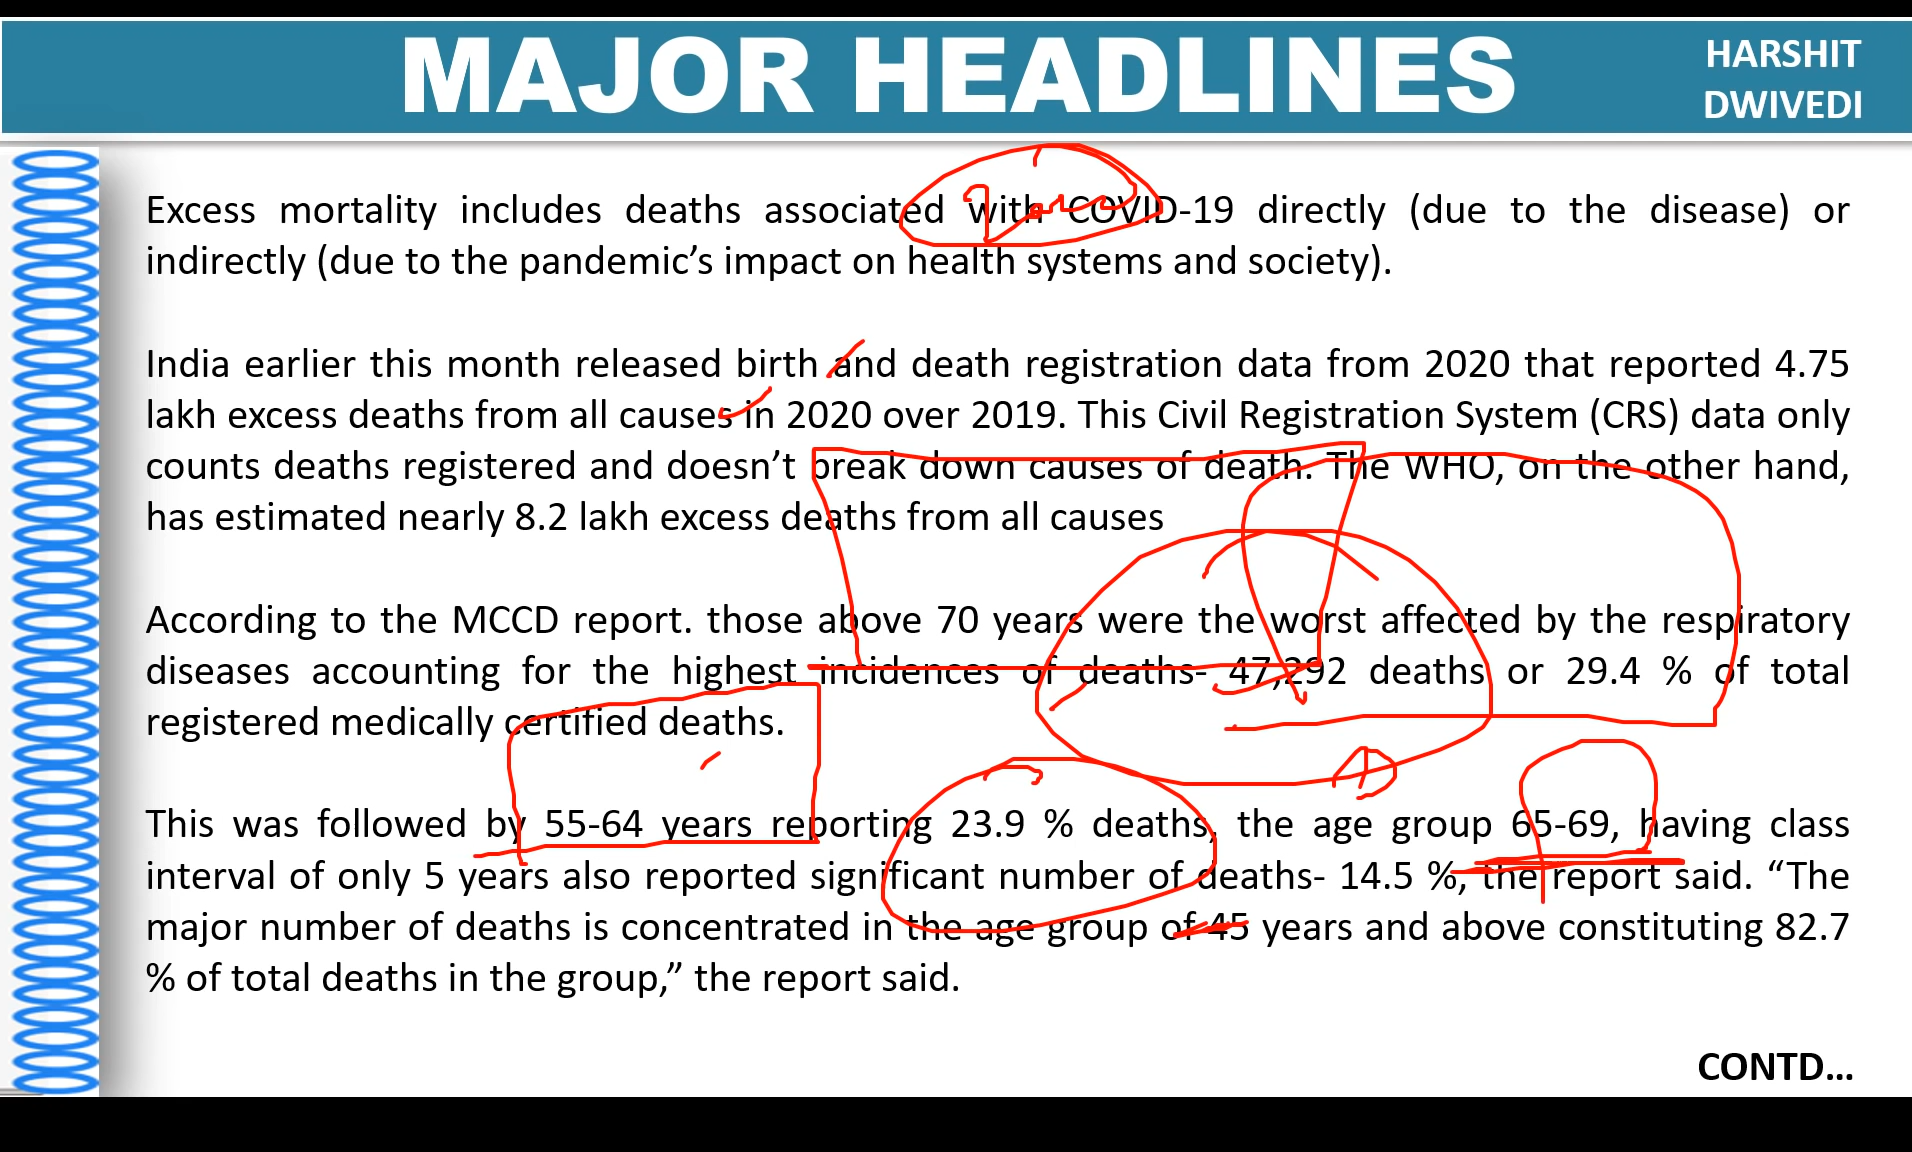 MAJOR HEADLINES
HARSHIT
DWIVEDI
Excess mortality includes deaths associated with COVID-19 directly (due to the disease) or
indirectly (due to the pandemic’s impact on health systems and society).
India earlier this month released birth and death registration data from 2020 that reported 4.75
lakh excess deaths from all causes in 2020 over 2019. This Civil Registration System (CRS) data only
counts deaths registered and doesn’t break down causes of death. The WHO, on the other hand,
has estimated nearly 8.2 lakh excess deaths from all causes
According to the MCCD report. those above 70 years were the worst affected by the respiratory
diseases accounting for the highest incidences of deaths- 47,292 deaths or 29.4 % of total
registered medically certified deaths.
This was followed by 55-64 years reporting 23.9 % deaths, the age group 65-69, having class
interval of only 5 years also reported significant number of deaths- 14.5 %, the report said. “The
major number of deaths is concentrated in the age group of 45 years and above constituting 82.7
% of total deaths in the group,” the report said.
CONTD...